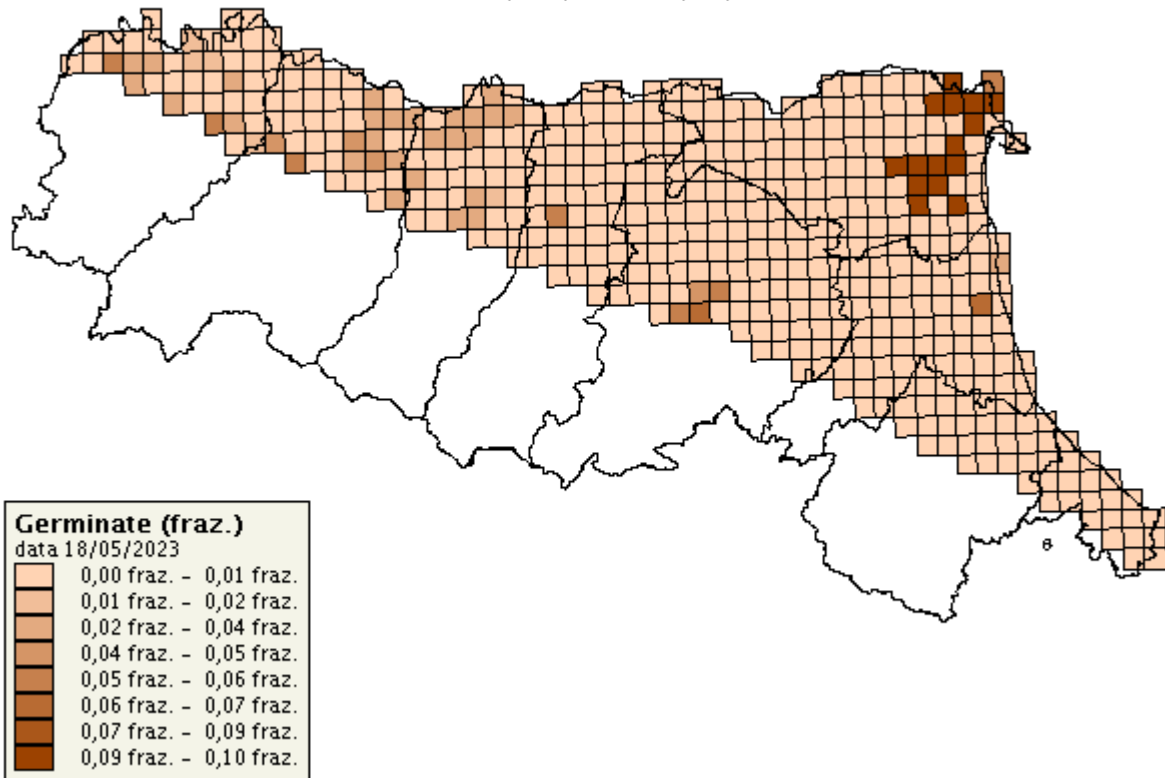 Germinate (fraz.)
data 18/05/2023
0,00 fraz. - 0,01 fraz.
0,01 fraz. - 0,02 fraz.
0,02 fraz. - 0,04 fraz.
0,04 fraz. - 0,05 fraz.
0,05 fraz. - 0,06 fraz.
0,06 fraz. - 0,07 fraz.
0,07 fraz. - 0,09 fraz.
0,09 fraz. - 0,10 fraz.